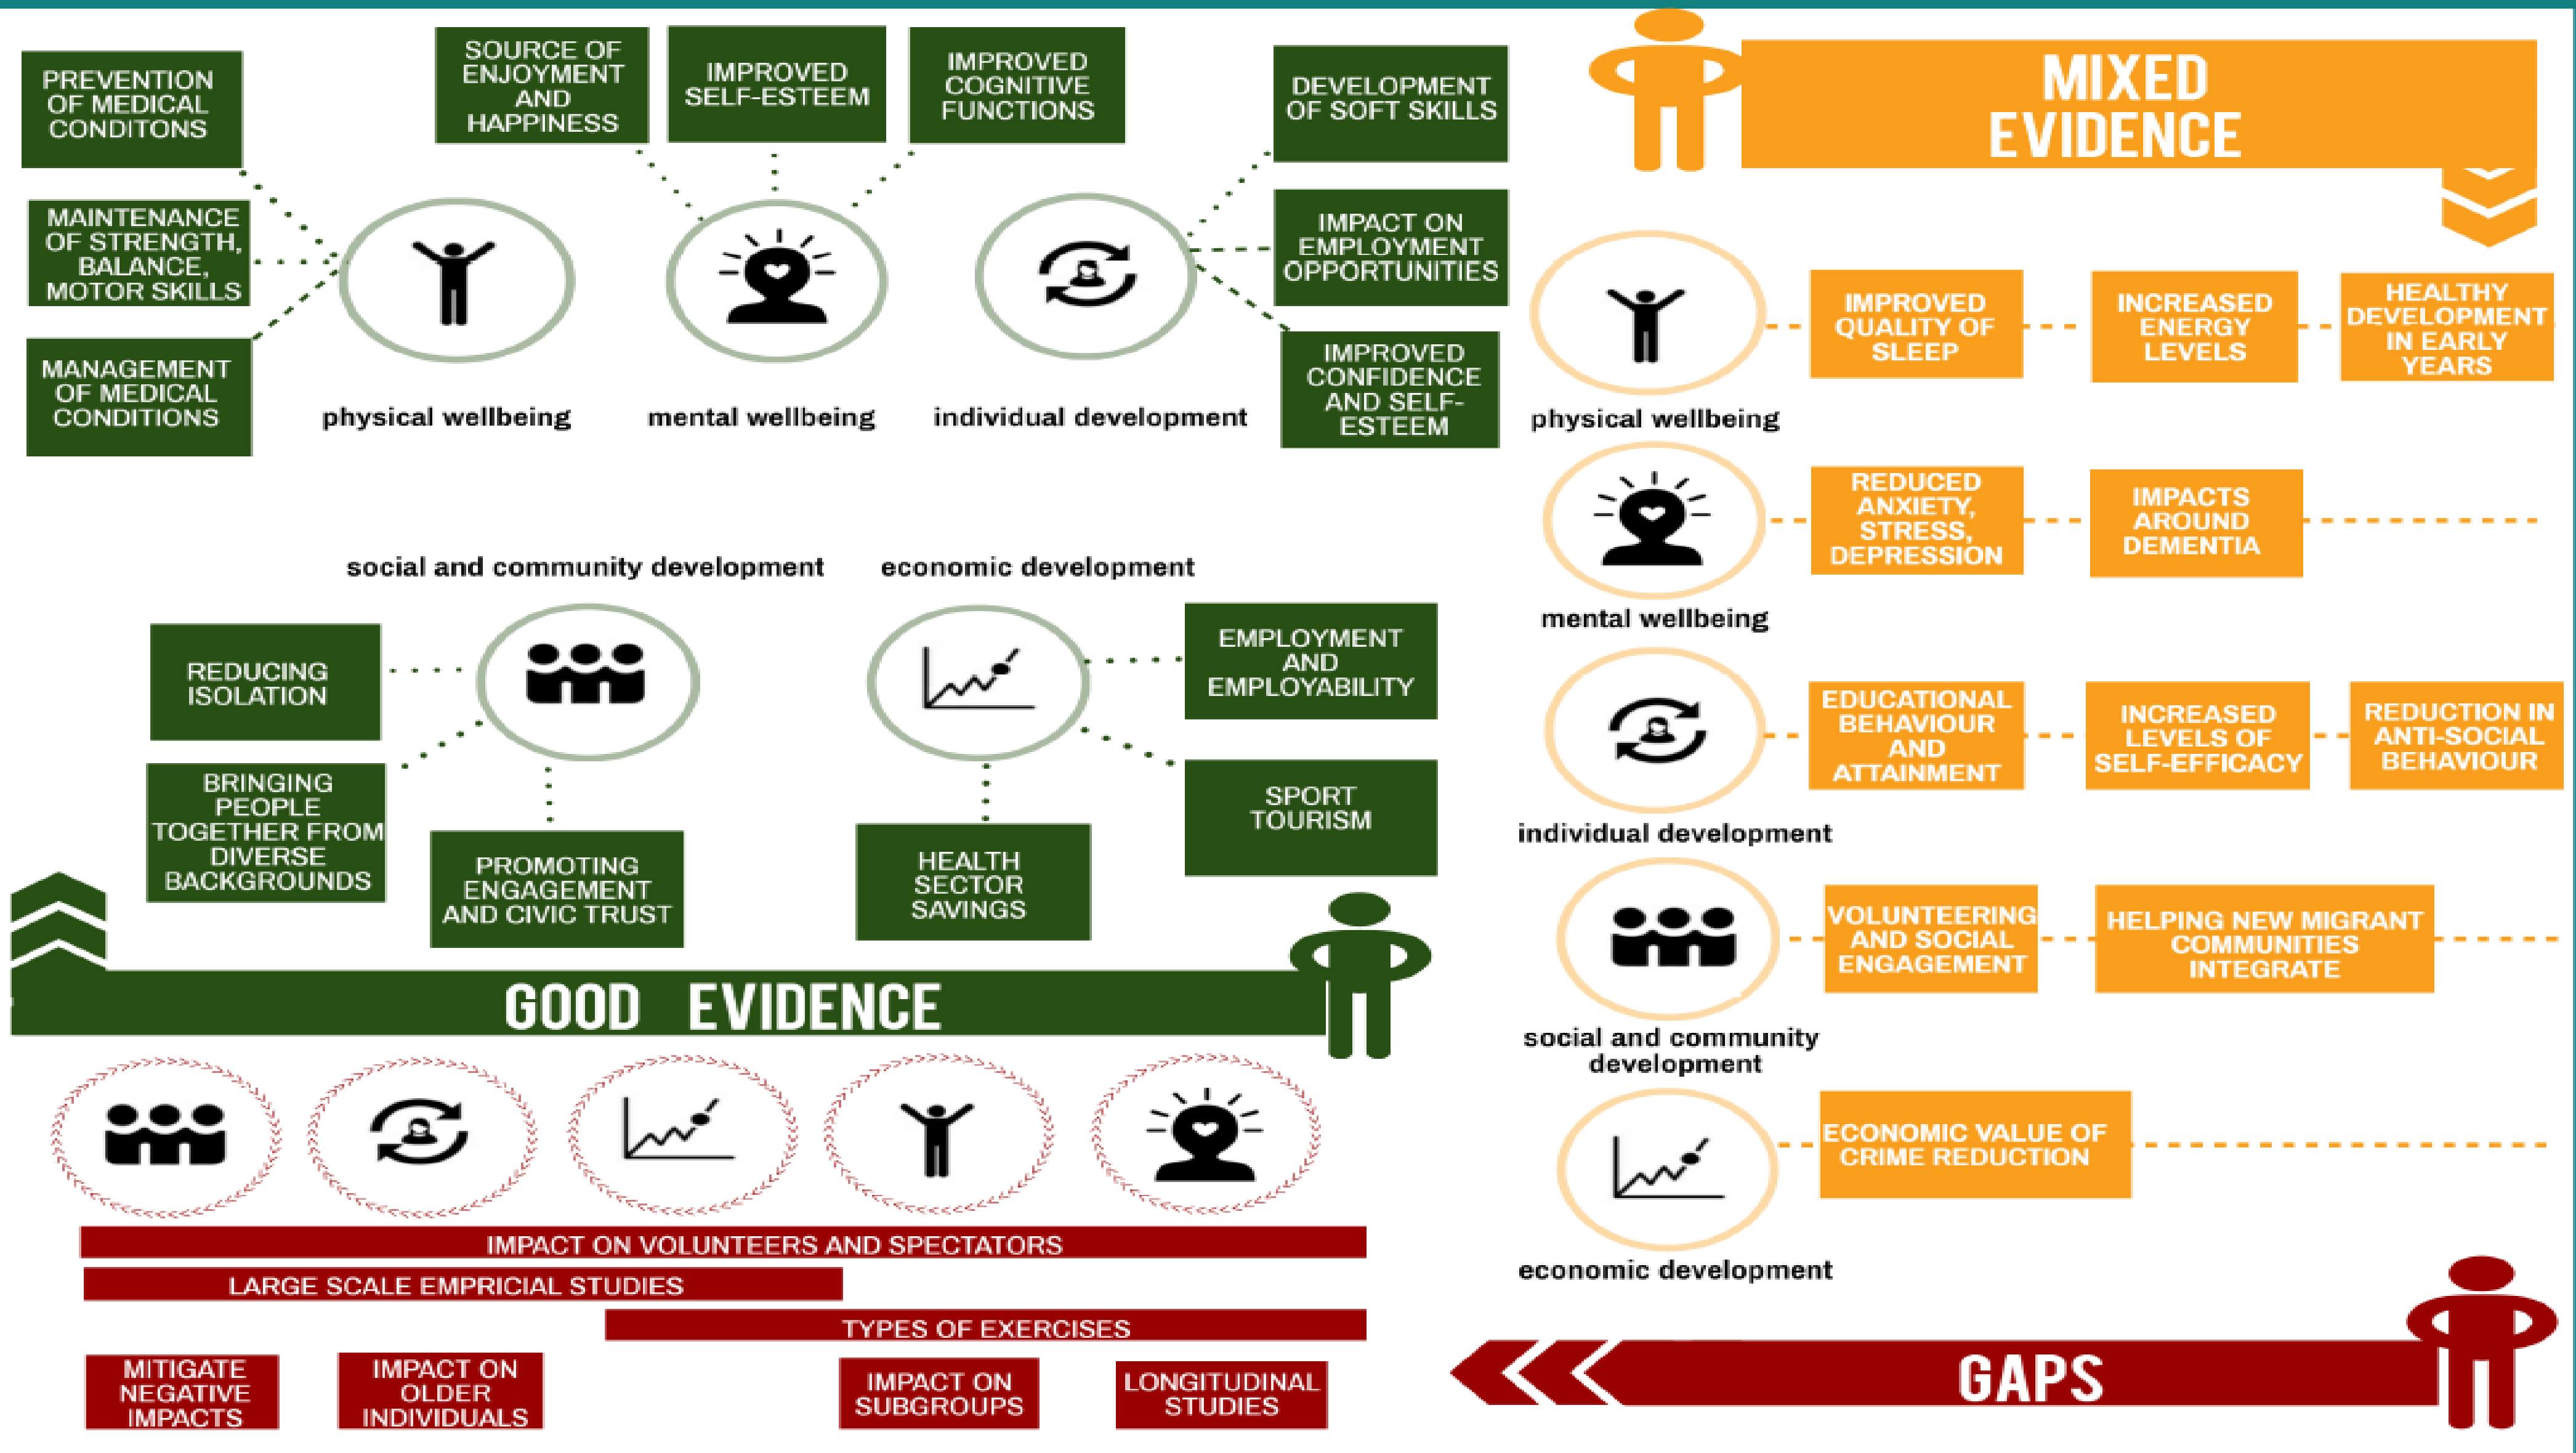 PREVENTION
OF MEDICAL
CONDITONS
MAINTENANCE
OF STRENGTH,
BALANCE,
MOTOR SKILLS
MANAGEMENT
OF MEDICAL
CONDITIONS
physical wellbeing
SOURCE OF
ENJOYMENT
AND
HAPPINESS
IMPROVED
SELF-ESTEEM
IMPROVED
COGNITIVE
FUNCTIONS
mental wellbeing
DEVELOPMENT
OF SOFT SKILLS
IMPACT ON
EMPLOYMENT
OPPORTUNITIES
IMPROVED
CONFIDENCE
AND SELF-
ESTEEM
individual development
social and community development
REDUCING
ISOLATION
BRINGING
PEOPLE
TOGETHER FROM
DIVERSE
BACKGROUNDS
PROMOTING
ENGAGEMENT
AND CIVIC TRUST
economic development
EMPLOYMENT
AND
EMPLOYABILITY
SPORT
TOURISM
HEALTH
SECTOR
SAVINGS
GOOD EVIDENCE
MIXED
EVIDENCE
physical wellbeing
IMPROVED
QUALITY OF
SLEEP
INCREASED
ENERGY
LEVELS
HEALTHY
DEVELOPMENT
IN EARLY
YEARS
mental wellbeing
REDUCED
ANXIETY,
STRESS,
DEPRESSION
IMPACTS
AROUND
DEMENTIA
individual development
EDUCATIONAL
BEHAVIOUR
AND
ATTAINMENT
INCREASED
LEVELS OF
SELF-EFFICACY
REDUCTION IN
ANTI-SOCIAL
BEHAVIOUR
social and community
development
VOLUNTEERING
AND SOCIAL
ENGAGEMENT
HELPING NEW MIGRANT
COMMUNITIES
INTEGRATE
economic development
ECONOMIC VALUE OF
CRIME REDUCTION
GAPS
IMPACT ON VOLUNTEERS AND SPECTATORS
LARGE SCALE EMPRICIAL STUDIES
TYPES OF EXERCISES
MITIGATE
NEGATIVE
IMPACTS
IMPACT ON
OLDER
INDIVIDUALS
IMPACT ON
SUBGROUPS
LONGITUDINAL
STUDIES